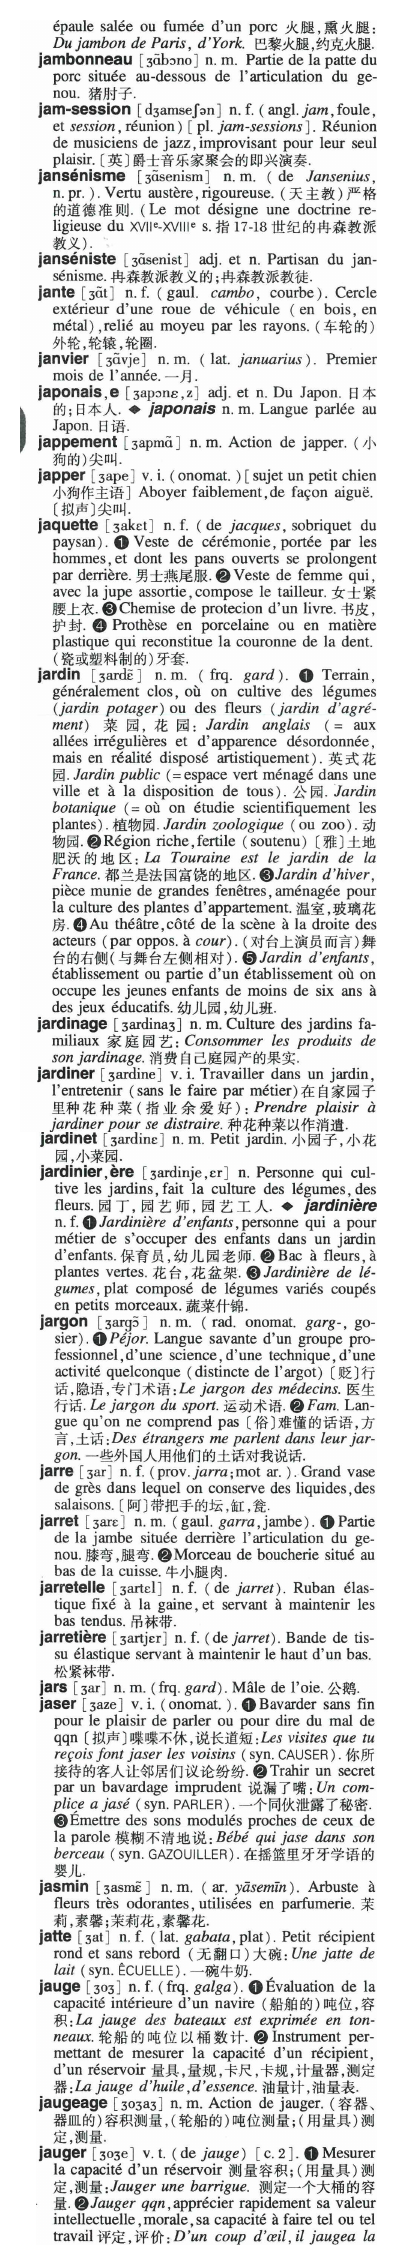 épaule salée ou fumée d'un porc 火腿,熏火腿:
Du jambon de Paris, d'York. 巴黎火腿,约克火腿.
jambonneau [ʒɑ̃bɔno] n. m. Partie de la patte du
porc située au-dessous de l'articulation du ge-
nou. 猪肘子.
jam-session [dʒamseʃən] n. f. (angl. jam, foule,
et session, réunion) [pl. jam-sessions]. Réunion
de musiciens de jazz, improvisant pour leur seul
plaisir. [英]爵士音乐家聚会的即兴演奏.
jansénisme [ʒɑ̃senism] n. m. (de Jansenius,
n. pr.). Vertu austère, rigoureuse. (天主教)严格
的道德准则. (Le mot désigne une doctrine re-
ligieuse du XVIIᵉ-XVIIIᵉ s. 指 17-18 世纪的冉森教派
教义).
janséniste [ʒɑ̃senist] adj. et n. Partisan du jan-
sénisme. 冉森教派教义的;冉森教派教徒.
jante [ʒɑ̃t] n. f. (gaul. cambo, courbe). Cercle
extérieur d'une roue de véhicule (en bois, en
métal), relié au moyeu par les rayons. (车轮的)
外轮,轮辕,轮圈.
janvier [ʒɑ̃vje] n. m. (lat. januarius). Premier
mois de l'année. 一月.
japonais,e [ʒapɔnɛ,z] adj. et n. Du Japon. 日本
的;日本人. ◆ japonais n. m. Langue parlée au
Japon. 日语.
jappement [ʒapmɑ̃] n. m. Action de japper. (小
狗的)尖叫.
japper [ʒape] v. i. (onomat.) [sujet un petit chien
小狗作主语] Aboyer faiblement, de façon aiguë.
[拟声]尖叫.
jaquette [ʒakɛt] n. f. (de jacques, sobriquet du
paysan). ❶ Veste de cérémonie, portée par les
hommes, et dont les pans ouverts se prolongent
par derrière. 男士燕尾服. ❷ Veste de femme qui,
avec la jupe assortie, compose le tailleur. 女士紧
腰上衣. ❸ Chemise de protecion d'un livre. 书皮,
护封. ❹ Prothèse en porcelaine ou en matière
plastique qui reconstitue la couronne de la dent.
(瓷或塑料制的)牙套.
jardin [ʒardɛ̃] n. m. (frq. gard). ❶ Terrain,
généralement clos, où on cultive des légumes
(jardin potager) ou des fleurs (jardin d'agré-
ment) 菜园, 花园: Jardin anglais (= aux
allées irrégulières et d'apparence désordonnée,
mais en réalité disposé artistiquement). 英式花
园. Jardin public (= espace vert ménagé dans une
ville et à la disposition de tous). 公园. Jardin
botanique (= où on étudie scientifiquement les
plantes). 植物园. Jardin zoologique (ou zoo). 动
物园. ❷ Région riche, fertile (soutenu) [雅]土地
肥沃的地区: La Touraine est le jardin de la
France. 都兰是法国富饶的地区. ❸ Jardin d'hiver,
pièce munie de grandes fenêtres, aménagée pour
la culture des plantes d'appartement. 温室,玻璃花
房. ❹ Au théâtre, côté de la scène à la droite des
acteurs (par oppos. à cour). (对台上演员而言)舞
台的右侧(与舞台左侧相对). ❺ Jardin d'enfants,
établissement ou partie d'un établissement où on
occupe les jeunes enfants de moins de six ans à
des jeux éducatifs. 幼儿园,幼儿班.
jardinage [ʒardinaʒ] n. m. Culture des jardins fa-
miliaux 家庭园艺: Consommer les produits de
son jardinage. 消费自己庭园产的果实.
jardiner [ʒardine] v. i. Travailler dans un jardin,
l'entretenir (sans le faire par métier) 在自家园子
里种花种菜(指业余爱好): Prendre plaisir à
jardiner pour se distraire. 种花种菜以作消遣.
jardinet [ʒardinɛ] n. m. Petit jardin. 小园子,小花
园,小菜园.
jardinier,ère [ʒardinje,ɛr] n. Personne qui cul-
tive les jardins, fait la culture des légumes, des
fleurs. 园丁, 园艺师, 园艺工人. ◆ jardinière
n. f. ❶ Jardinière d'enfants, personne qui a pour
métier de s'occuper des enfants dans un jardin
d'enfants. 保育员,幼儿园老师. ❷ Bac à fleurs, à
plantes vertes. 花台,花盆架. ❸ Jardinière de lé-
gumes, plat composé de légumes variés coupés
en petits morceaux. 蔬菜什锦.
jargon [ʒargɔ̃] n. m. (rad. onomat. garg-, go-
sier). ❶ Péjor. Langue savante d'un groupe pro-
fessionnel, d'une science, d'une technique, d'une
activité quelconque (distincte de l'argot) [贬]行
话,隐语,专门术语: Le jargon des médecins. 医生
行话. Le jargon du sport. 运动术语. ❷ Fam. Lan-
gue qu'on ne comprend pas [俗]难懂的话语,方
言,土话: Des étrangers me parlent dans leur jar-
gon. 一些外国人用他们的土话对我说话.
jarre [ʒar] n. f. (prov. jarra; mot ar.). Grand vase
de grès dans lequel on conserve des liquides, des
salaisons. [阿]带把手的坛,缸,瓮.
jarret [ʒarɛ] n. m. (gaul. garra, jambe). ❶ Partie
de la jambe située derrière l'articulation du ge-
nou. 膝弯,腿弯. ❷ Morceau de boucherie situé au
bas de la cuisse. 牛小腿肉.
jarretelle [ʒartɛl] n. f. (de jarret). Ruban élas-
tique fixé à la gaine, et servant à maintenir les
bas tendus. 吊袜带.
jarretière [ʒartjɛr] n. f. (de jarret). Bande de tis-
su élastique servant à maintenir le haut d'un bas.
松紧袜带.
jars [ʒar] n. m. (frq. gard). Mâle de l'oie. 公鹅.
jaser [ʒaze] v. i. (onomat.). ❶ Bavarder sans fin
pour le plaisir de parler ou pour dire du mal de
qqn [拟声]喋喋不休,说长道短: Les visites que tu
reçois font jaser les voisins (syn. CAUSER). 你所
接待的客人让邻居们议论纷纷. ❷ Trahir un secret
par un bavardage imprudent 说漏了嘴: Un com-
plice a jasé (syn. PARLER). 一个同伙泄露了秘密.
❸ Émettre des sons modulés proches de ceux de
la parole 模糊不清地说: Bébé qui jase dans son
berceau (syn. GAZOUILLER). 在摇篮里牙牙学语的
婴儿.
jasmin [ʒasmɛ̃] n. m. (ar. yāsemīn). Arbuste à
fleurs très odorantes, utilisées en parfumerie. 茉
莉,素馨;茉莉花,素馨花.
jatte [ʒat] n. f. (lat. gabata, plat). Petit récipient
rond et sans rebord (无翻口)大碗: Une jatte de
lait (syn. ÉCUELLE). 一碗牛奶.
jauge [ʒoʒ] n. f. (frq. galga). ❶ Évaluation de la
capacité intérieure d'un navire (船舶的)吨位,容
积: La jauge des bateaux est exprimée en ton-
neaux. 轮船的吨位以桶数计. ❷ Instrument per-
mettant de mesurer la capacité d'un récipient,
d'un réservoir 量具,量规,卡尺,卡规,计量器,测定
器: La jauge d'huile, d'essence. 油量计,油量表.
jaugeage [ʒoʒaʒ] n. m. Action de jauger. (容器、
器皿的)容积测量,(轮船的)吨位测量;(用量具)测
定,测量.
jauger [ʒoʒe] v. t. (de jauge) [c. 2]. ❶ Mesurer
la capacité d'un réservoir 测量容积;(用量具)测
定,测量: Jauger une barrique. 测定一个大桶的容
量. ❷ Jauger qqn, apprécier rapidement sa valeur
intellectuelle, morale, sa capacité à faire tel ou tel
travail 评定,评价: D'un coup d'œil, il jaugea la